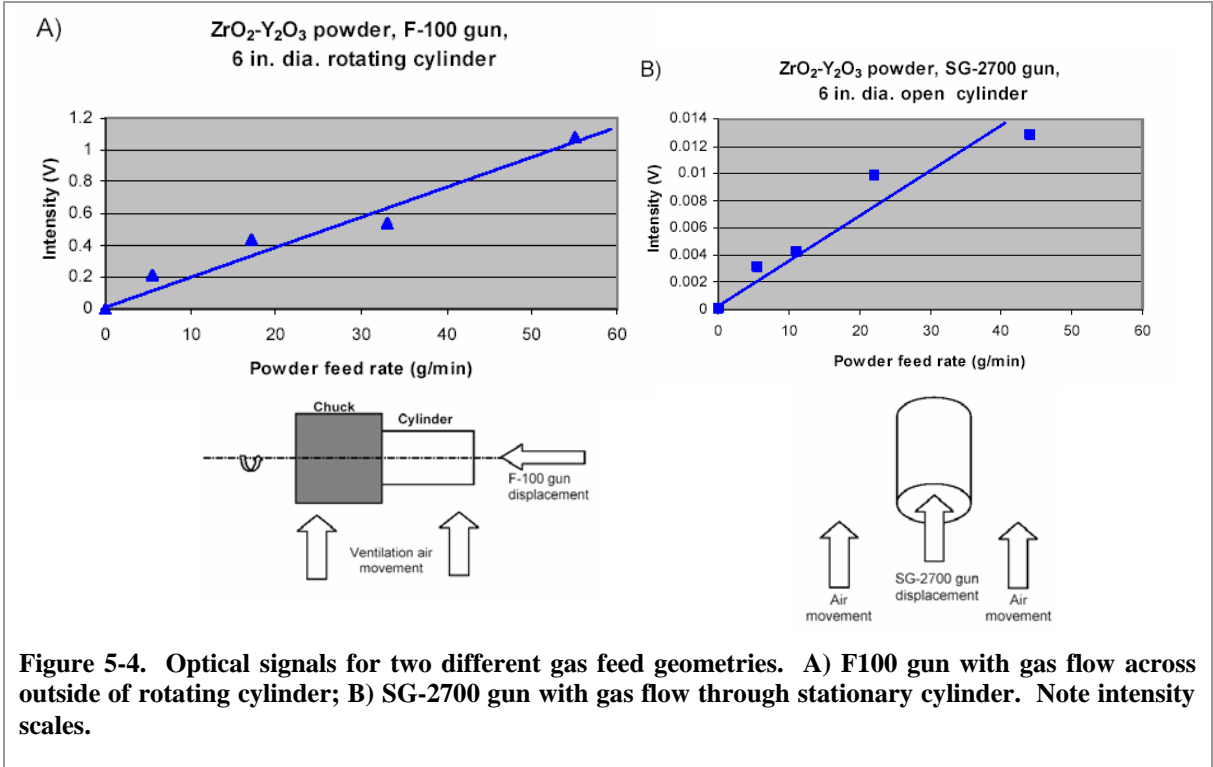 A)
ZrO₂-Y₂O₃ powder, F-100 gun,
6 in. dia. rotating cylinder
Intensity (V)
1.2
1
0.8
0.6
0.4
0.2
0
0 10 20 30 40 50 60
Powder feed rate (g/min)
Chuck
Cylinder
F-100 gun
displacement
Ventilation air
movement
B)
ZrO₂-Y₂O₃ powder, SG-2700 gun,
6 in. dia. open cylinder
Intensity (V)
0.014
0.012
0.01
0.008
0.006
0.004
0.002
0
0 10 20 30 40 50 60
Powder feed rate (g/min)
SG-2700 gun
displacement
Air
movement
Air
movement
Figure 5-4. Optical signals for two different gas feed geometries. A) F100 gun with gas flow across
outside of rotating cylinder; B) SG-2700 gun with gas flow through stationary cylinder. Note intensity
scales.